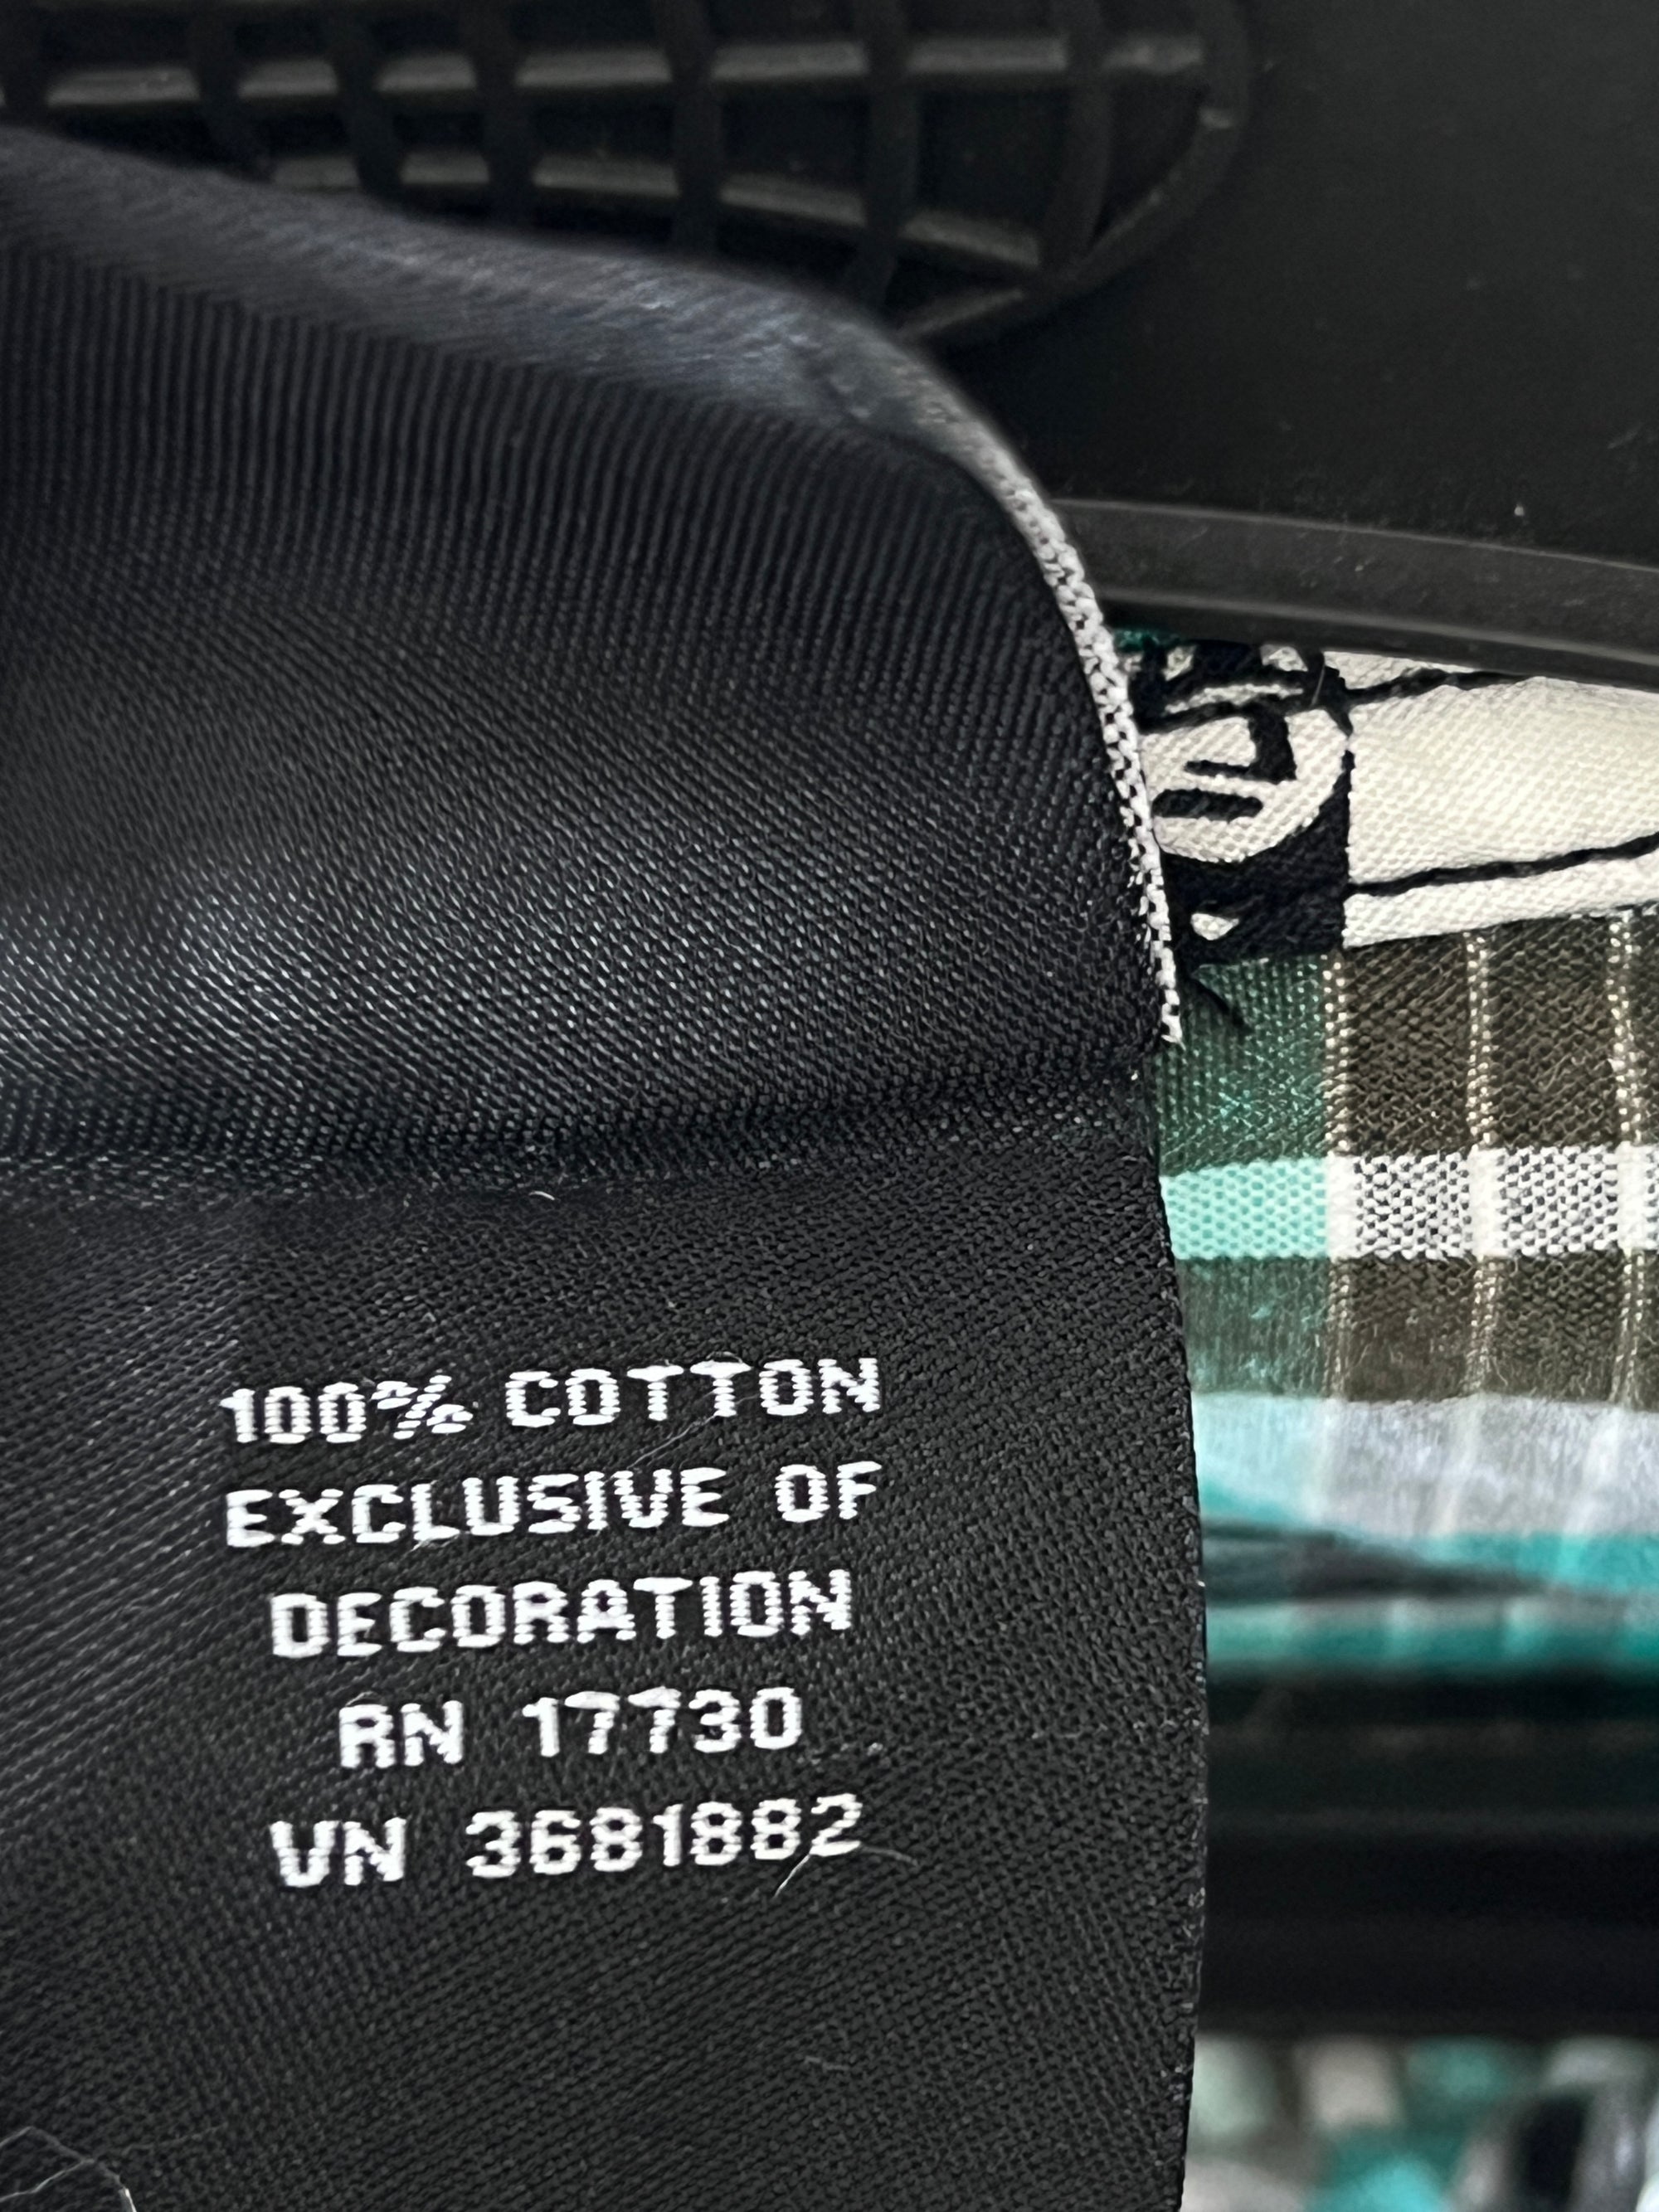 100% COTTON
EXCLUSIVE OF
DECORATION
RN 17730
VN 3681882